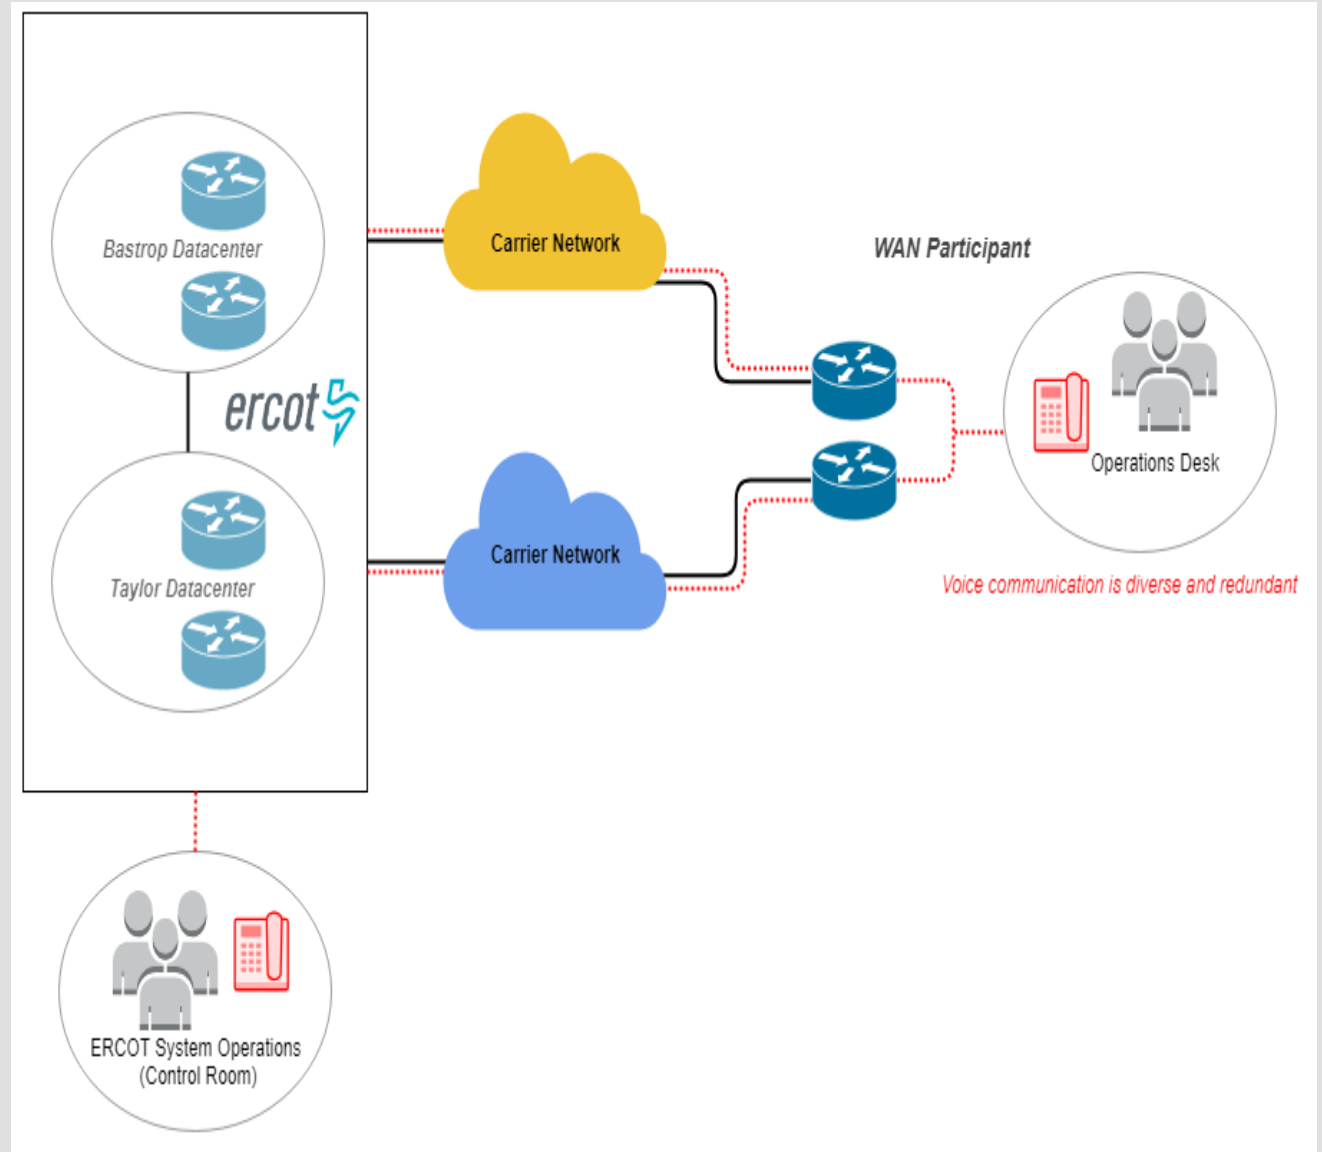 Bastrop Datacenter
Carrier Network
WAN Participant
ercot
Operations Desk
Carrier Network
Taylor Datacenter
Voice communication is diverse and redundant
ERCOT System Operations
(Control Room)